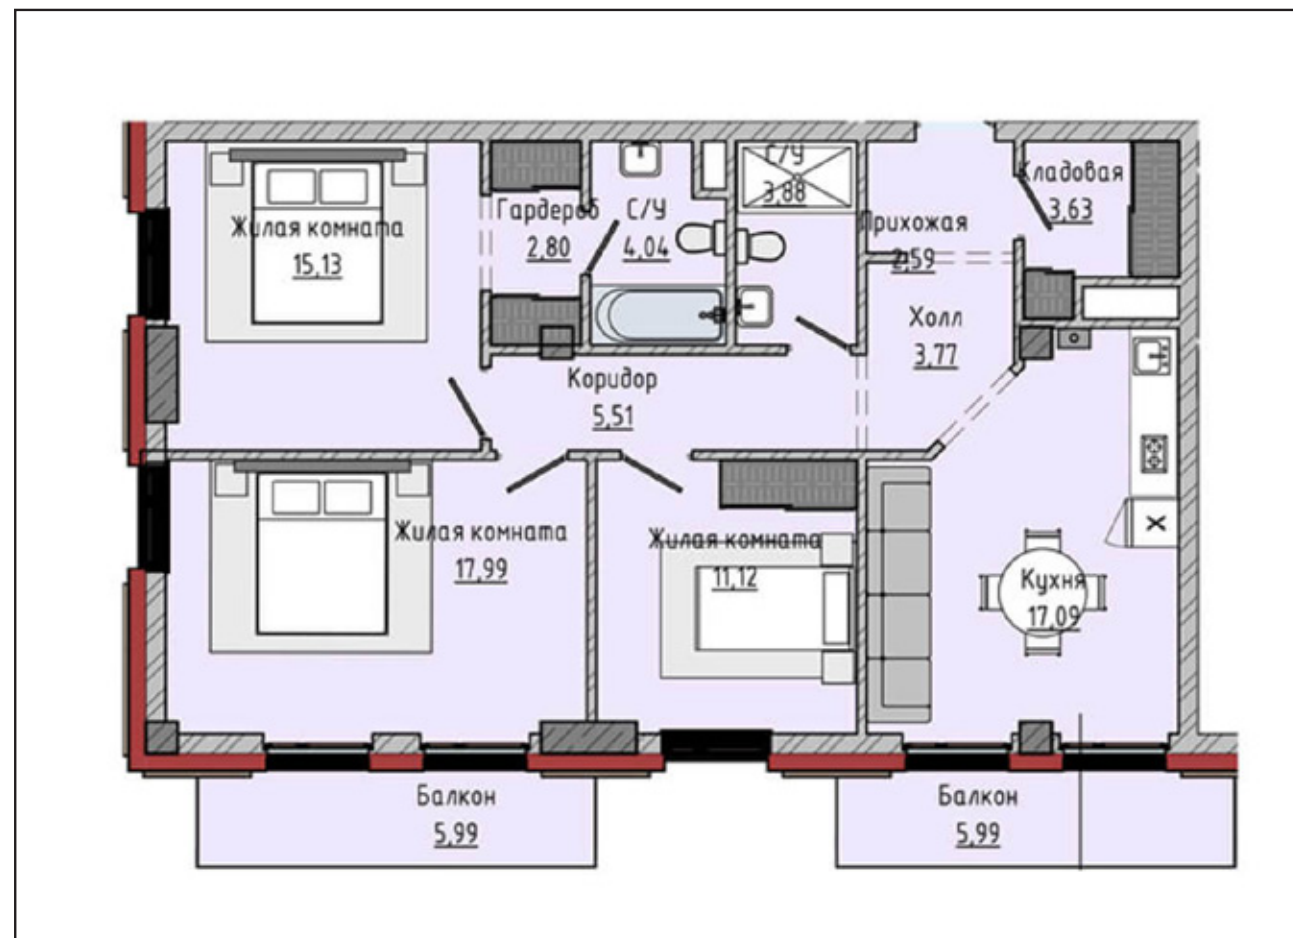 Жилая комната
15,13
Гардероб
2,80
С/У
4,04
С/У
3,88
Прихожая
2,59
Кладовая
3,63
Холл
3,77
Коридор
5,51
Жилая комната
17,99
Жилая комната
11,12
Кухня
17,09
Балкон
5,99
Балкон
5,99